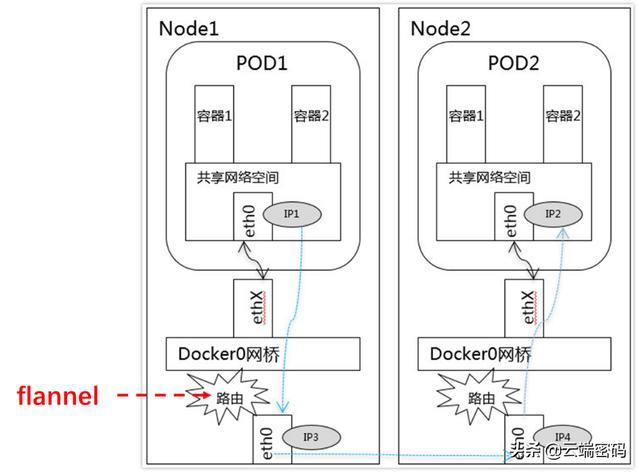 Node1
POD1
容器1
容器2
共享网络空间
eth0
IP1
ethX
Docker0网桥
flannel
路由
eth0
IP3
Node2
POD2
容器1
容器2
共享网络空间
eth0
IP2
ethX
Docker0网桥
路由
eth0
IP4
头条@云端密码